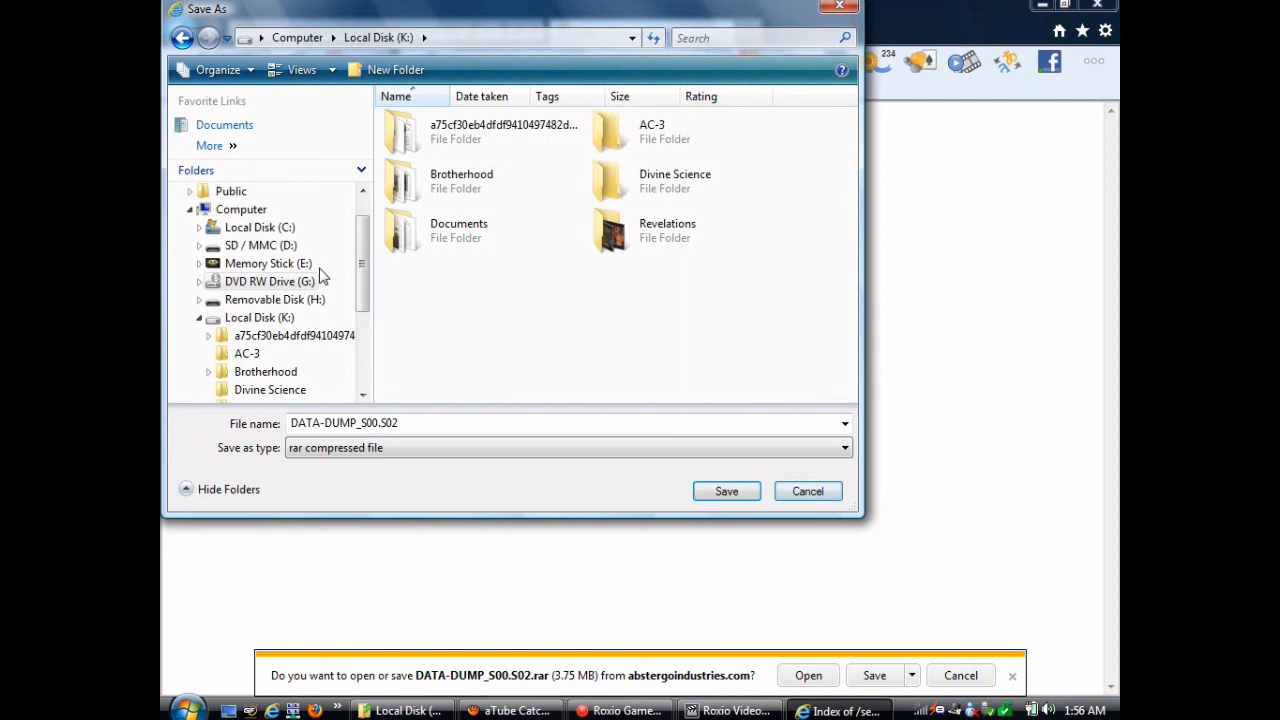 Save As
Computer Local Disk (K:)
Search
Organize Views New Folder
234
Favorite Links
Documents
More »
Folders
Public
Computer
Local Disk (C:)
SD / MMC (D:)
Memory Stick (E:)
DVD RW Drive (G:)
Removable Disk (H:)
Local Disk (K:)
a75cf30eb4dfdf94104974
AC-3
Brotherhood
Divine Science
Name Date taken Tags Size Rating
a75cf30eb4dfdf9410497482d...
File Folder
AC-3
File Folder
Brotherhood
File Folder
Divine Science
File Folder
Documents
File Folder
Revelations
File Folder
File name: DATA-DUMP_S00.S02
Save as type: rar compressed file
Hide Folders
Save Cancel
Do you want to open or save DATA-DUMP_S00.S02.rar (3.75 MB) from abstergoindustries.com?
Open Save Cancel
Local Disk (... aTube Catc... Roxio Game... Roxio Video... Index of /se... 1:56 AM